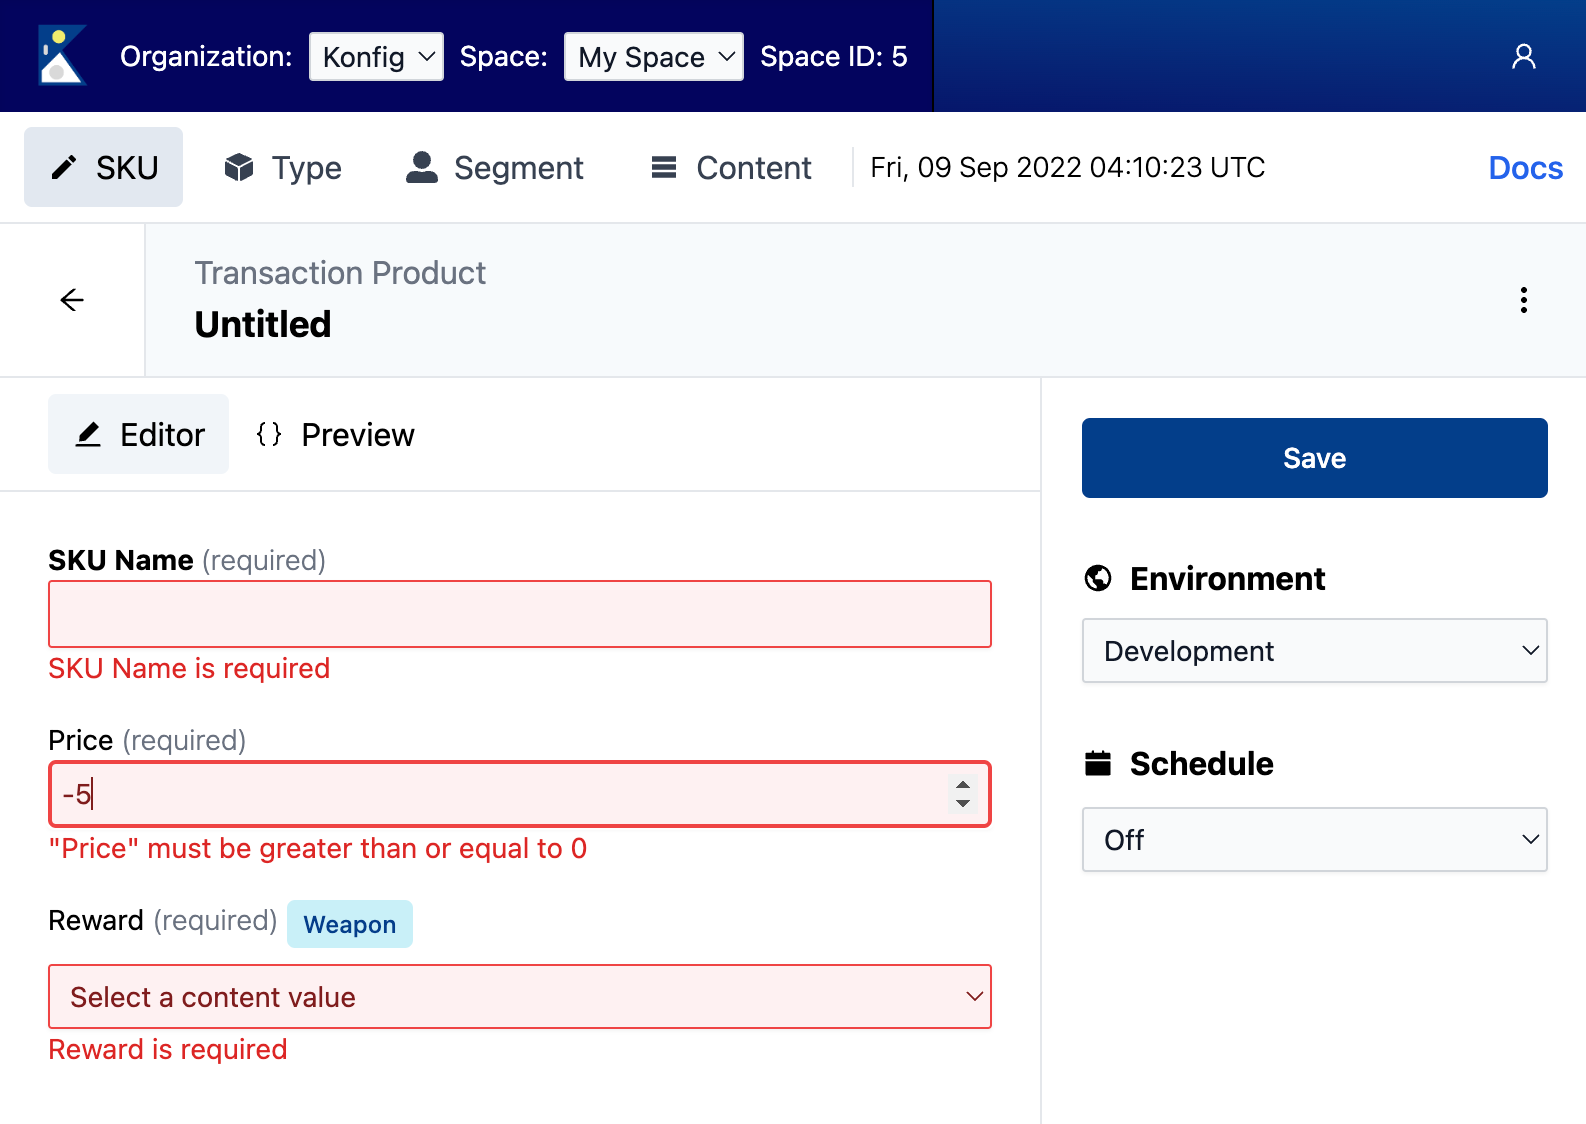 Organization: Konfig Space: My Space Space ID: 5
SKU Type Segment Content Fri, 09 Sep 2022 04:10:23 UTC Docs
Transaction Product
Untitled
Editor {} Preview
Save
SKU Name (required)
SKU Name is required
Price (required)
-5
"Price" must be greater than or equal to 0
Reward (required) Weapon
Select a content value
Reward is required
Environment
Development
Schedule
Off